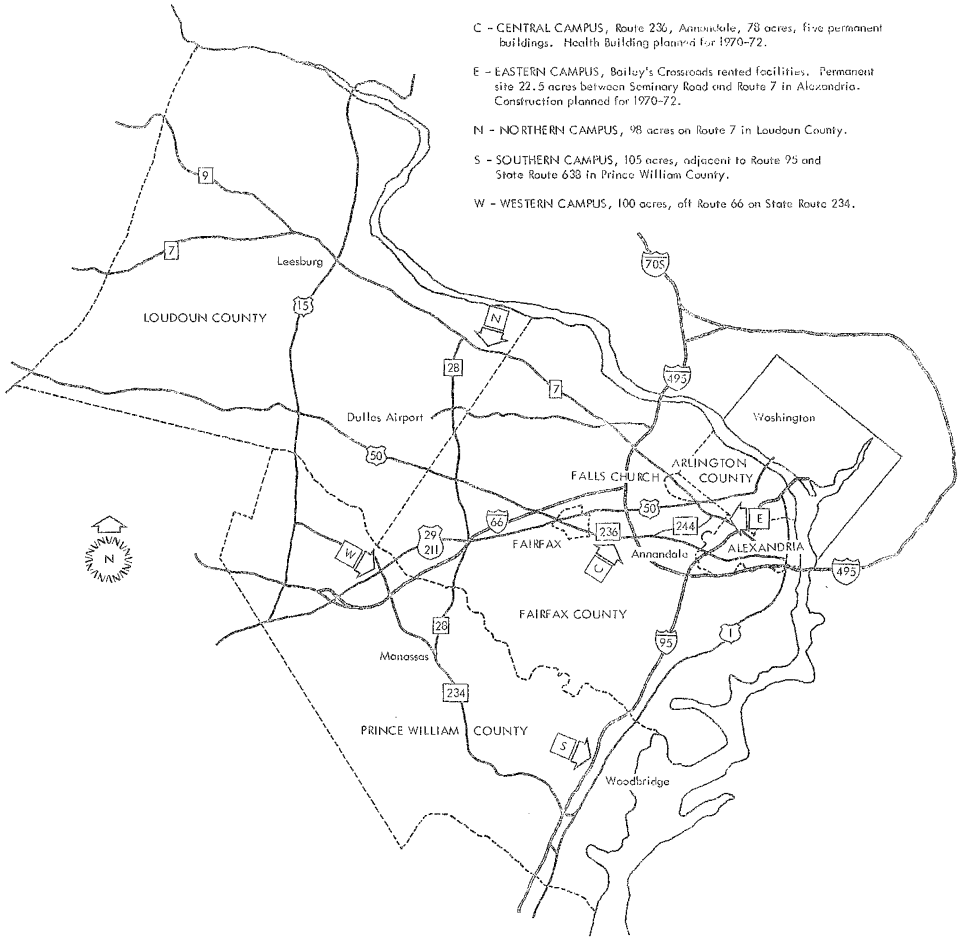 C - CENTRAL CAMPUS, Route 236, Annandale, 78 acres, five permanent
buildings. Health Building planned for 1970-72.
E - EASTERN CAMPUS, Bailey's Crossroads rented facilities. Permanent
site 22.5 acres between Seminary Road and Route 7 in Alexandria.
Construction planned for 1970-72.
N - NORTHERN CAMPUS, 98 acres on Route 7 in Loudoun County.
S - SOUTHERN CAMPUS, 105 acres, adjacent to Route 95 and
State Route 638 in Prince William County.
W - WESTERN CAMPUS, 100 acres, off Route 66 on State Route 234.
9
7
Leesburg
70S
15
LOUDOUN COUNTY
N
28
495
7
Dulles Airport
Washington
50
ARLINGTON
COUNTY
FALLS CHURCH
50
66
29
211
236
244
E
N
W
FAIRFAX
C
Annandale
ALEXANDRIA
495
FAIRFAX COUNTY
28
95
1
Manassas
234
PRINCE WILLIAM COUNTY
S
Woodbridge